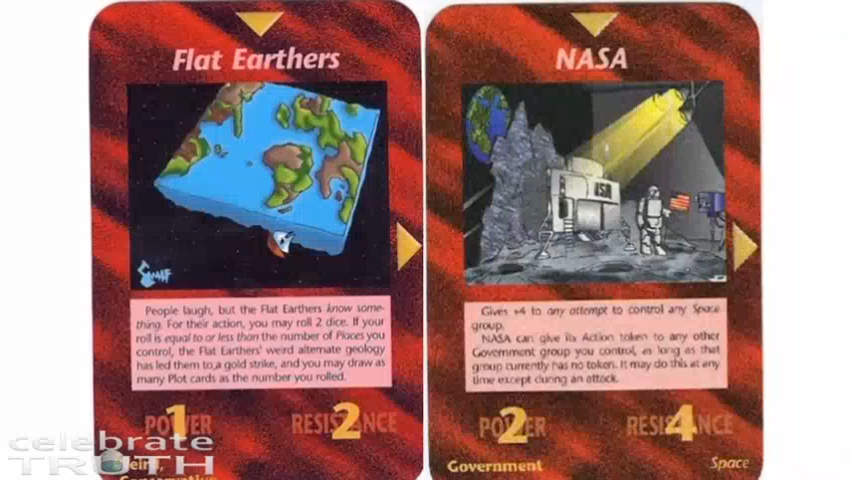 Flat Earthers
People laugh, but the Flat Earthers know some-
thing. For their action, you may roll 2 dice. If your
roll is equal to or less than the number of Places you
control, the Flat Earthers' weird alternate geology
has led them to a gold strike, and you may draw as
many Plot cards as the number you rolled.
POWER
1
RESISTANCE
2
Conservative
NASA
USA
Gives +4 to any attempt to control any Space
group.
NASA can give its Action token to any other
Government group you control, as long as that
group currently has no token. It may do this at any
time except during an attack.
POWER
2
RESISTANCE
4
Government
Space
celebrate
TRUTH